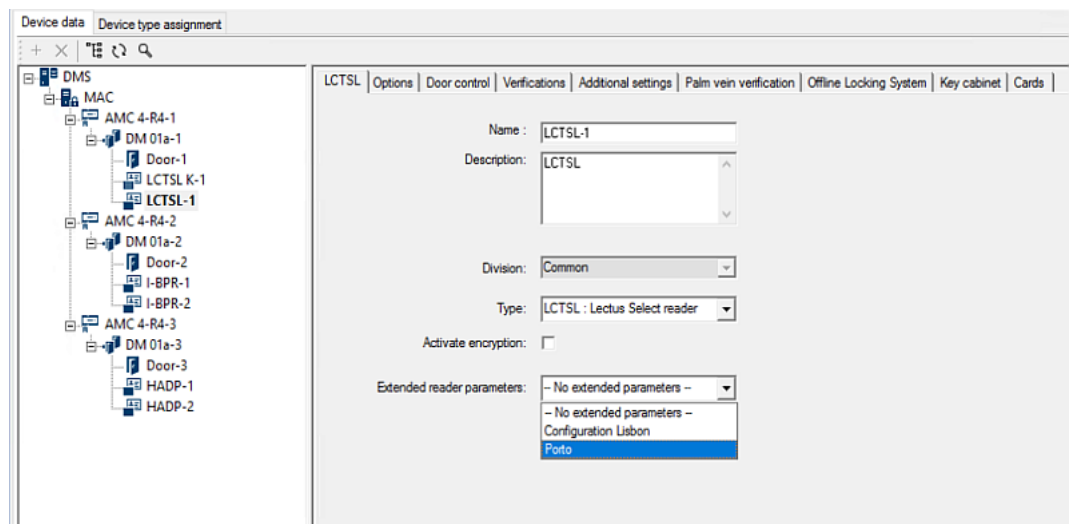 Device data Device type assignment
DMS
MAC
AMC 4-R4-1
DM 01a-1
Door-1
LCTSL K-1
LCTSL-1
AMC 4-R4-2
DM 01a-2
Door-2
I-BPR-1
I-BPR-2
AMC 4-R4-3
DM 01a-3
Door-3
HADP-1
HADP-2
LCTSL Options Door control Verifications Additional settings Palm vein verification Offline Locking System Key cabinet Cards
Name : LCTSL-1
Description: LCTSL
Division: Common
Type: LCTSL : Lectus Select reader
Activate encryption:
Extended reader parameters: -- No extended parameters --
-- No extended parameters --
Configuration Lisbon
Porto